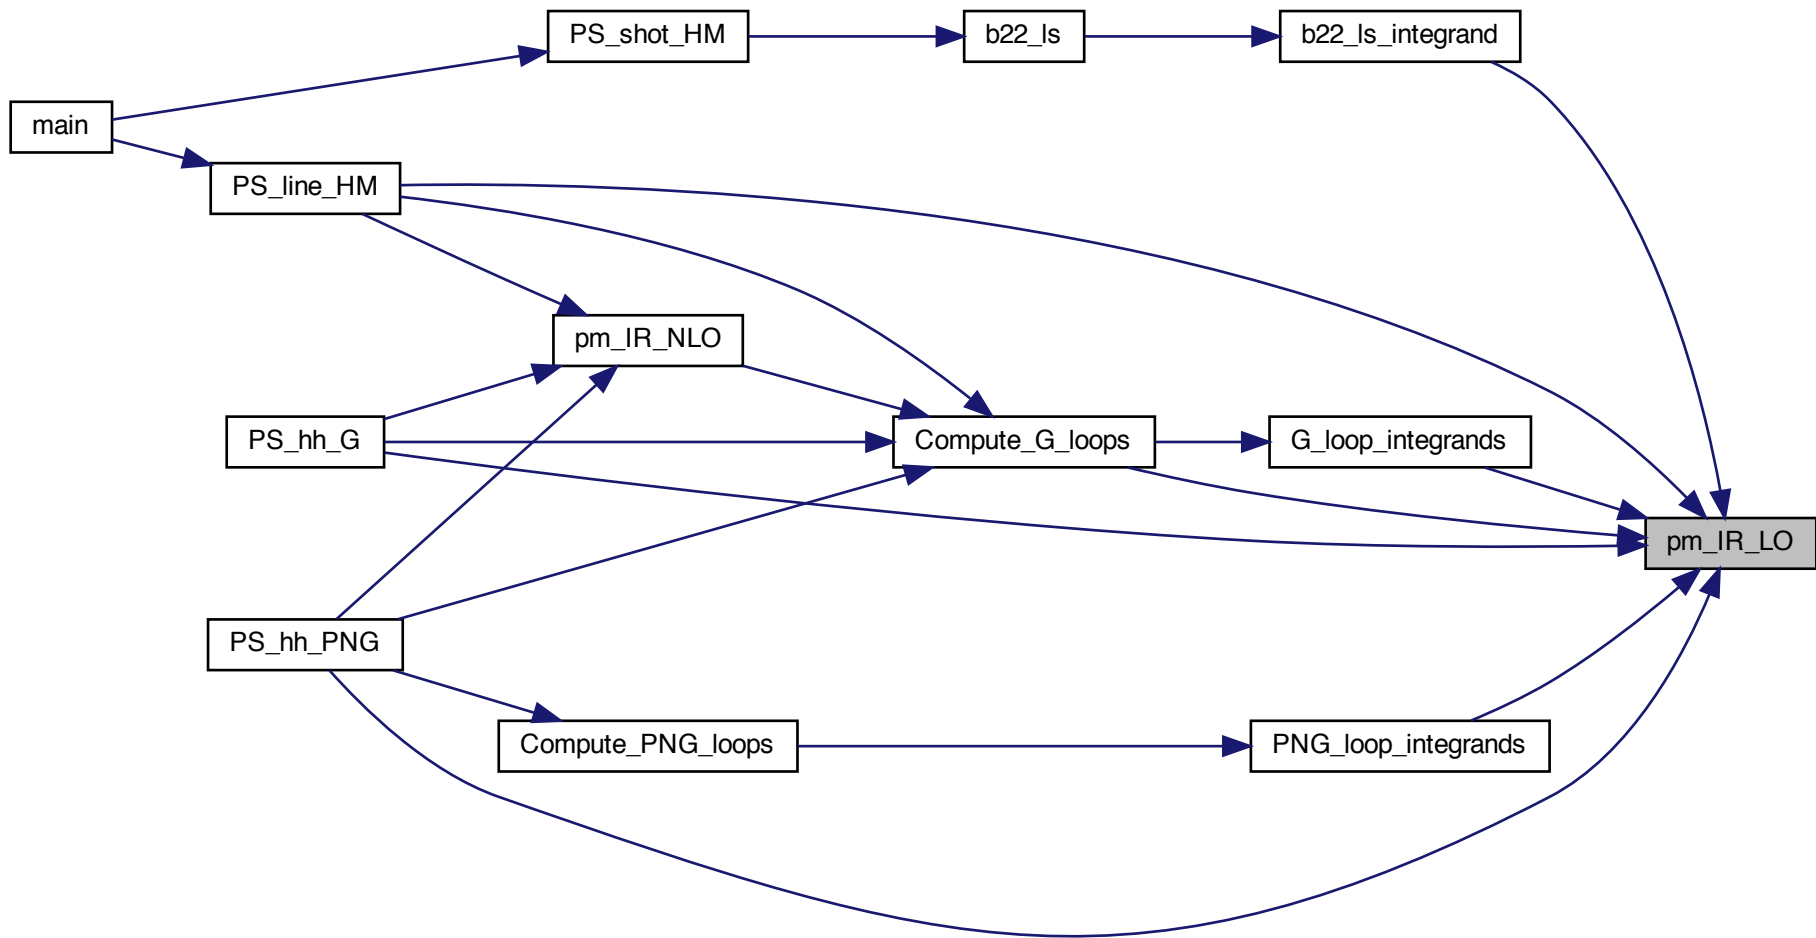 PS_shot_HM
b22_ls
b22_ls_integrand
main
PS_line_HM
pm_IR_NLO
PS_hh_G
Compute_G_loops
G_loop_integrands
pm_IR_LO
PS_hh_PNG
Compute_PNG_loops
PNG_loop_integrands